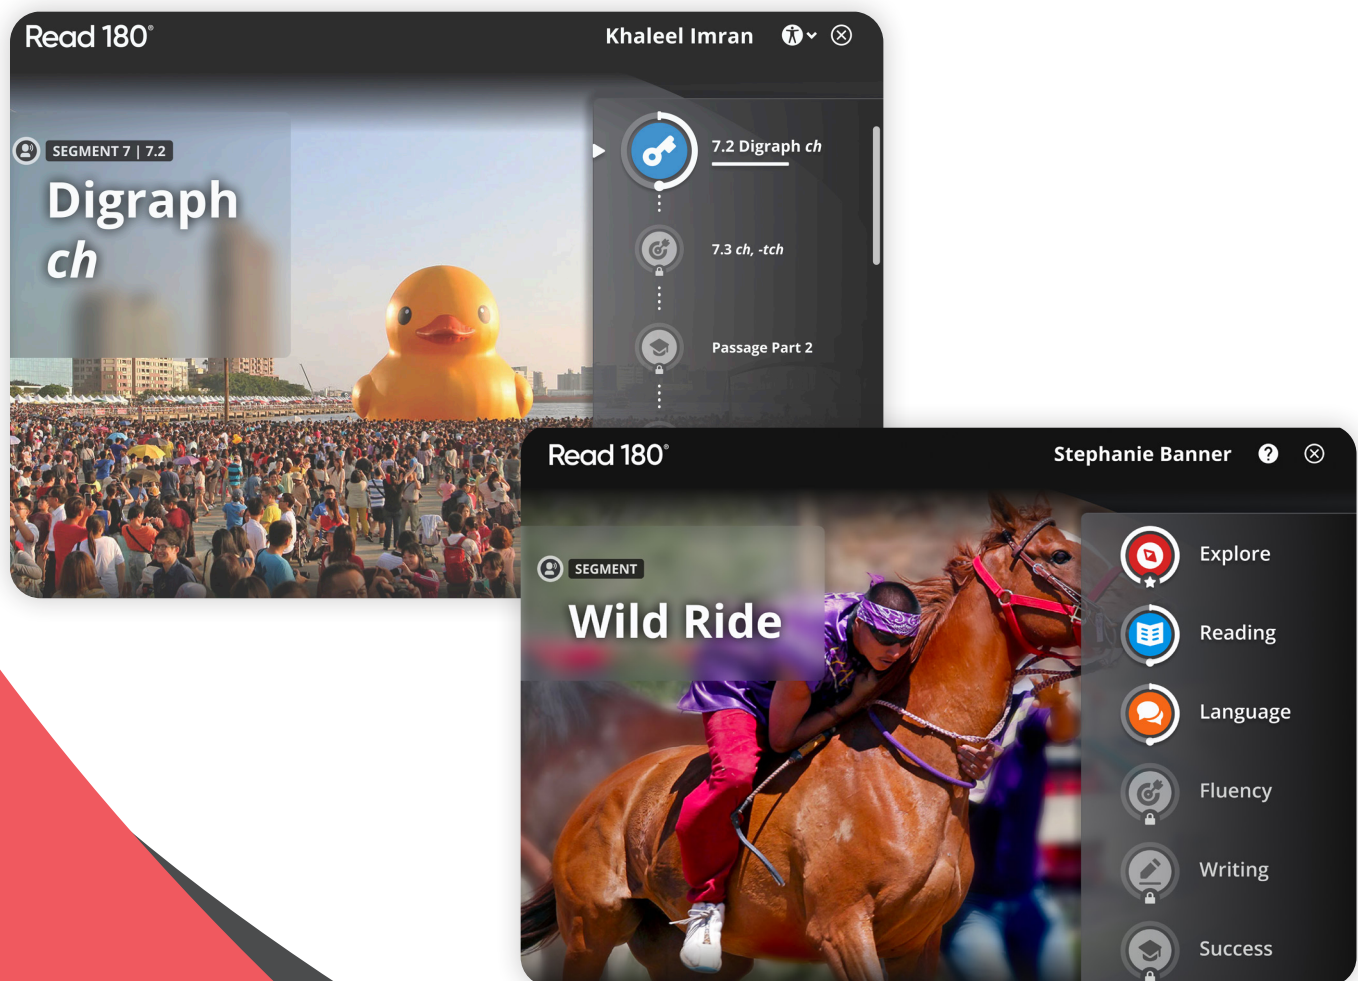 Read 180®
Khaleel Imran
SEGMENT 7 | 7.2
Digraph
ch
7.2 Digraph ch
7.3 ch, -tch
Passage Part 2
Read 180®
Stephanie Banner
?
SEGMENT
Wild Ride
Explore
Reading
Language
Fluency
Writing
Success